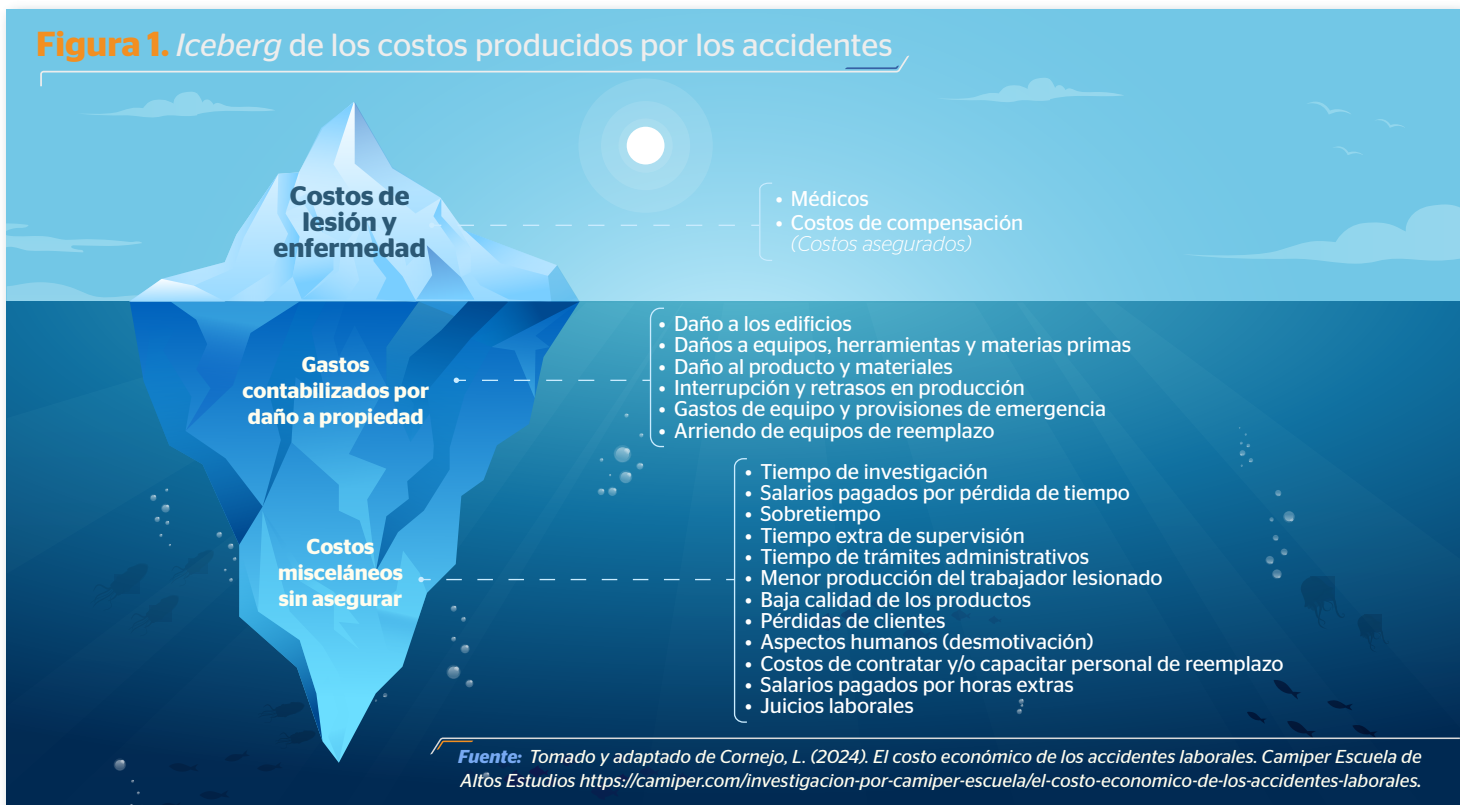 Figura 1. Iceberg de los costos producidos por los accidentes
Costos de
lesión y
enfermedad
• Médicos
• Costos de compensación
(Costos asegurados)
Gastos
contabilizados por
daño a propiedad
• Daño a los edificios
• Daños a equipos, herramientas y materias primas
• Daño al producto y materiales
• Interrupción y retrasos en producción
• Gastos de equipo y provisiones de emergencia
• Arriendo de equipos de reemplazo
Costos
misceláneos
sin asegurar
• Tiempo de investigación
• Salarios pagados por pérdida de tiempo
• Sobretiempo
• Tiempo extra de supervisión
• Tiempo de trámites administrativos
• Menor producción del trabajador lesionado
• Baja calidad de los productos
• Pérdidas de clientes
• Aspectos humanos (desmotivación)
• Costos de contratar y/o capacitar personal de reemplazo
• Salarios pagados por horas extras
• Juicios laborales
Fuente: Tomado y adaptado de Cornejo, L. (2024). El costo económico de los accidentes laborales. Camiper Escuela de
Altos Estudios https://camiper.com/investigacion-por-camiper-escuela/el-costo-economico-de-los-accidentes-laborales.